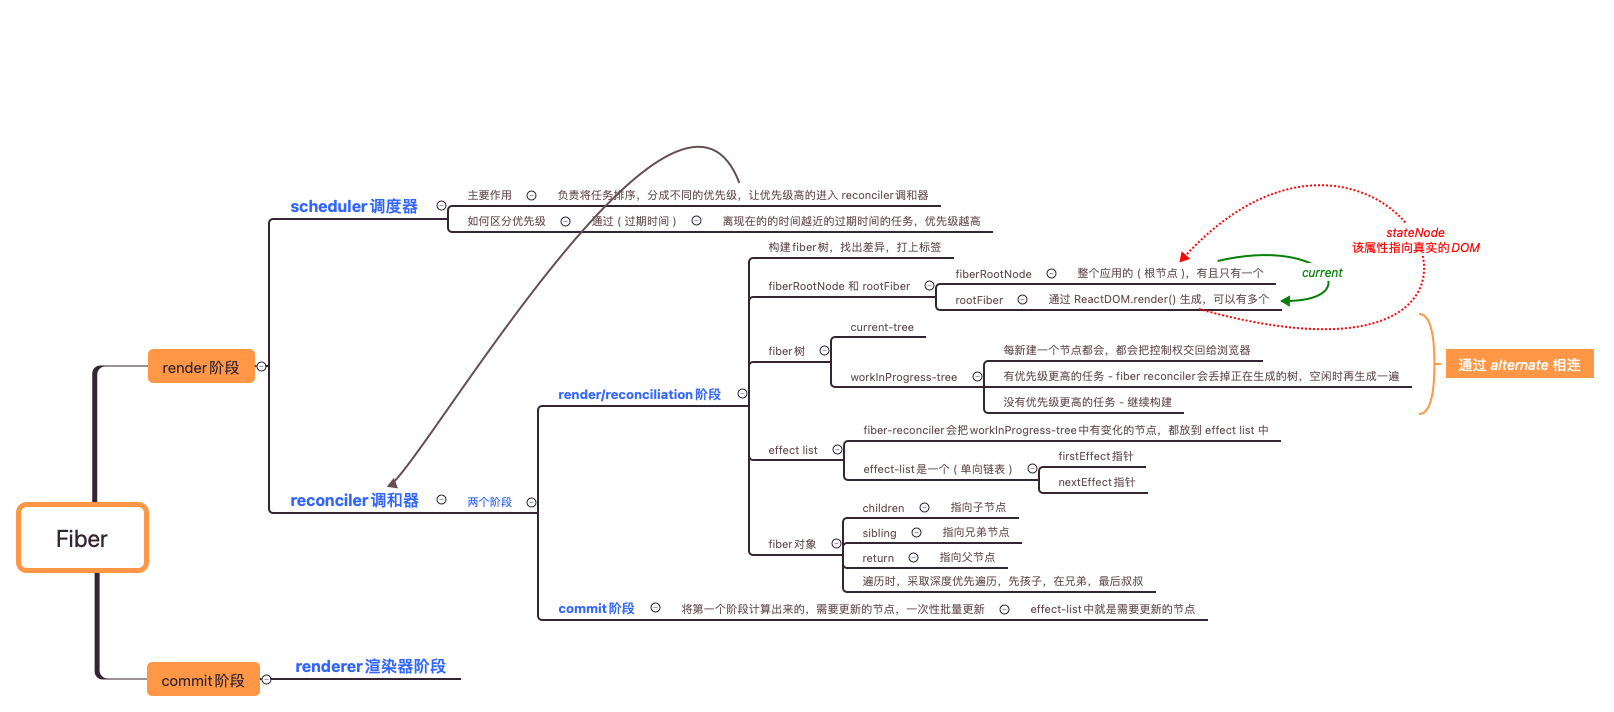 Fiber
render阶段
scheduler调度器
主要作用
负责将任务排序，分成不同的优先级，让优先级高的进入 reconciler调和器
如何区分优先级
通过（过期时间）
离现在的的时间越近的过期时间的任务，优先级越高
reconciler调和器
两个阶段
render/reconciliation阶段
构建fiber树，找出差异，打上标签
fiberRootNode 和 rootFiber
fiberRootNode
整个应用的（根节点），有且只有一个
rootFiber
通过 ReactDOM.render() 生成，可以有多个
stateNode
该属性指向真实的DOM
current
fiber树
current-tree
workInProgress-tree
每新建一个节点都会，都会把控制权交回给浏览器
有优先级更高的任务 - fiber reconciler会丢掉正在生成的树，空闲时再生成一遍
没有优先级更高的任务 - 继续构建
通过 alternate 相连
effect list
fiber-reconciler会把workInProgress-tree中有变化的节点，都放到 effect list 中
effect-list是一个（单向链表）
firstEffect指针
nextEffect指针
fiber对象
children
指向子节点
sibling
指向兄弟节点
return
指向父节点
遍历时，采取深度优先遍历，先孩子，在兄弟，最后叔叔
commit阶段
将第一个阶段计算出来的，需要更新的节点，一次性批量更新
effect-list中就是需要更新的节点
commit阶段
renderer渲染器阶段